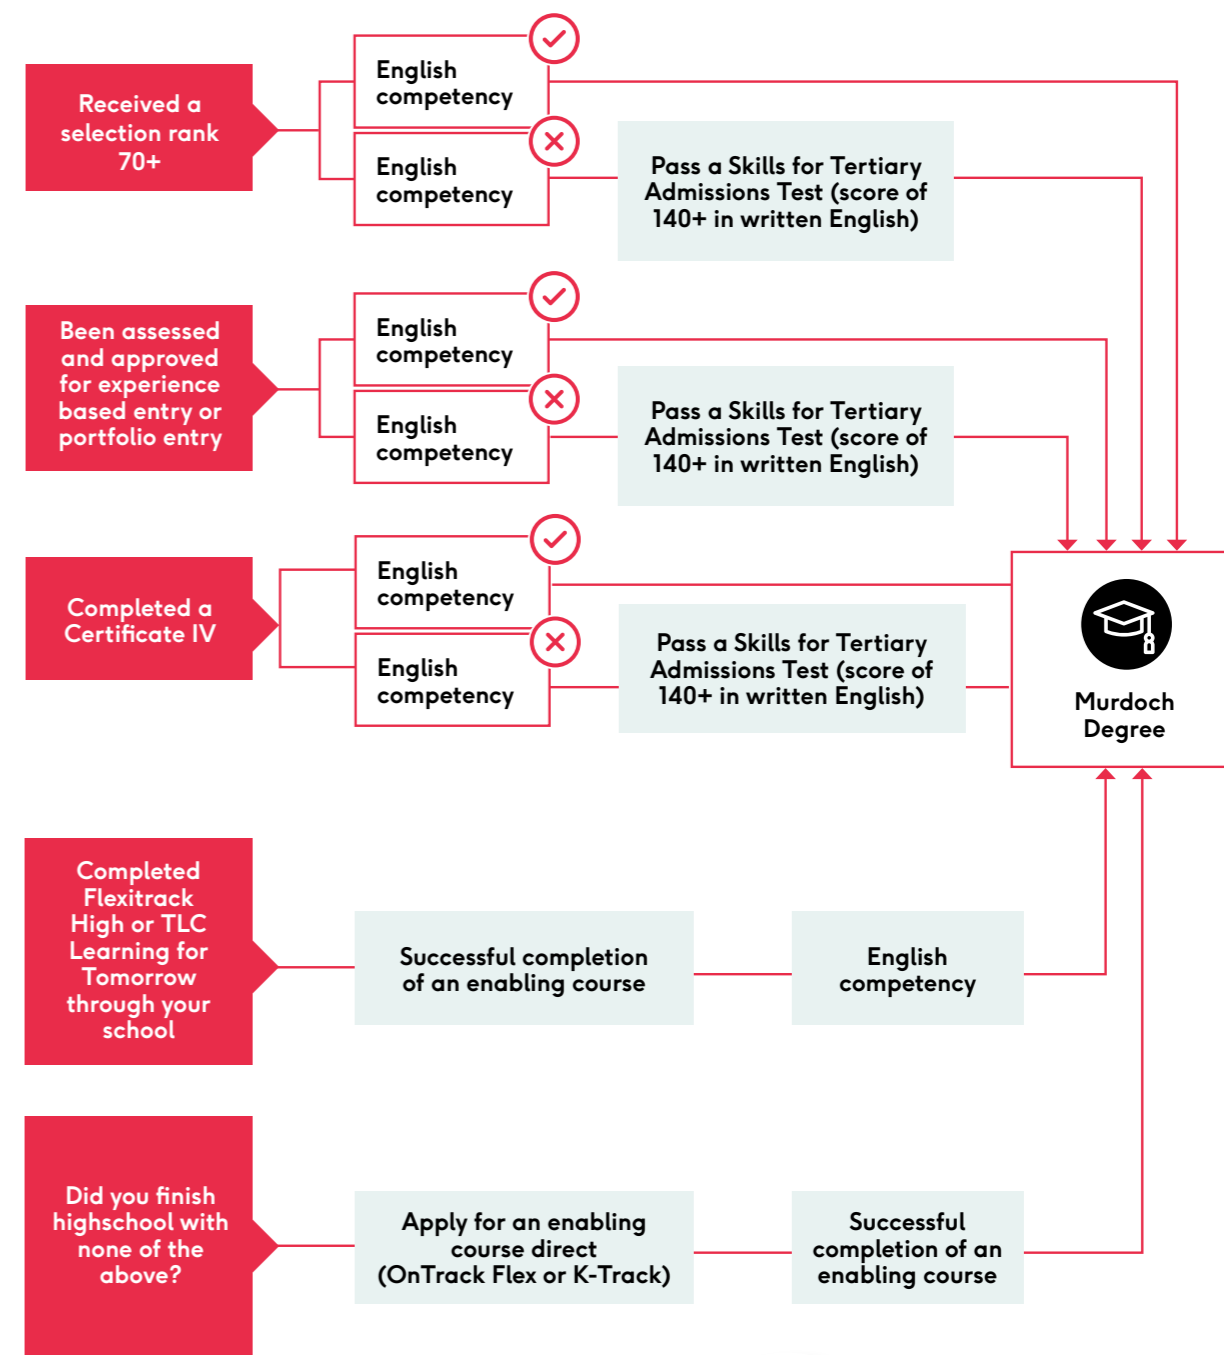 Received a
selection rank
70+
English
competency
English
competency
Pass a Skills for Tertiary
Admissions Test (score of
140+ in written English)
Been assessed
and approved
for experience
based entry or
portfolio entry
English
competency
English
competency
Pass a Skills for Tertiary
Admissions Test (score of
140+ in written English)
Completed a
Certificate IV
English
competency
English
competency
Pass a Skills for Tertiary
Admissions Test (score of
140+ in written English)
Murdoch
Degree
Completed
Flexitrack
High or TLC
Learning for
Tomorrow
through your
school
Successful completion
of an enabling course
English
competency
Did you finish
highschool with
none of the
above?
Apply for an enabling
course direct
(OnTrack Flex or K-Track)
Successful
completion of an
enabling course